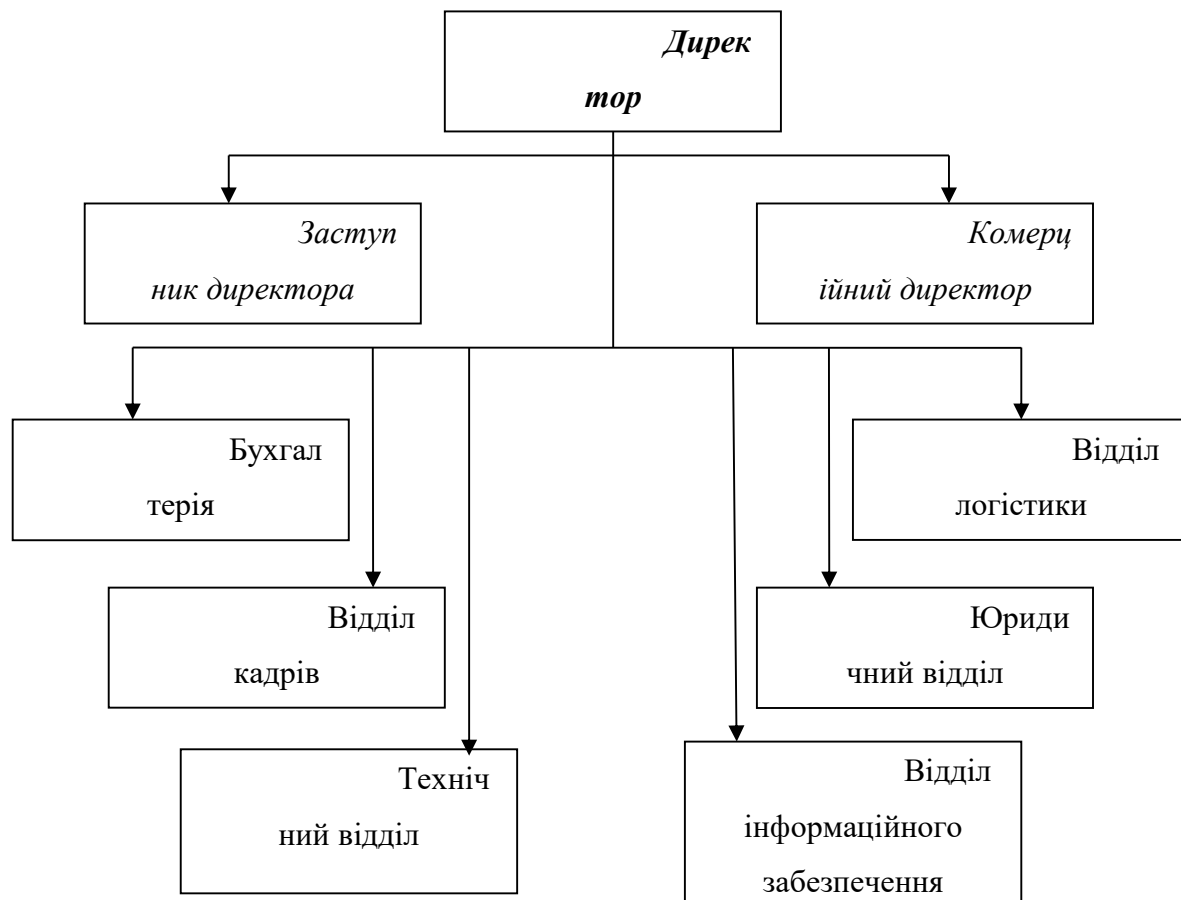 Дирек
тор
Заступ
ник директора
Комерц
ійний директор
Бухгал
терія
Відділ
логістики
Відділ
кадрів
Юриди
чний відділ
Техніч
ний відділ
Відділ
інформаційного
забезпечення